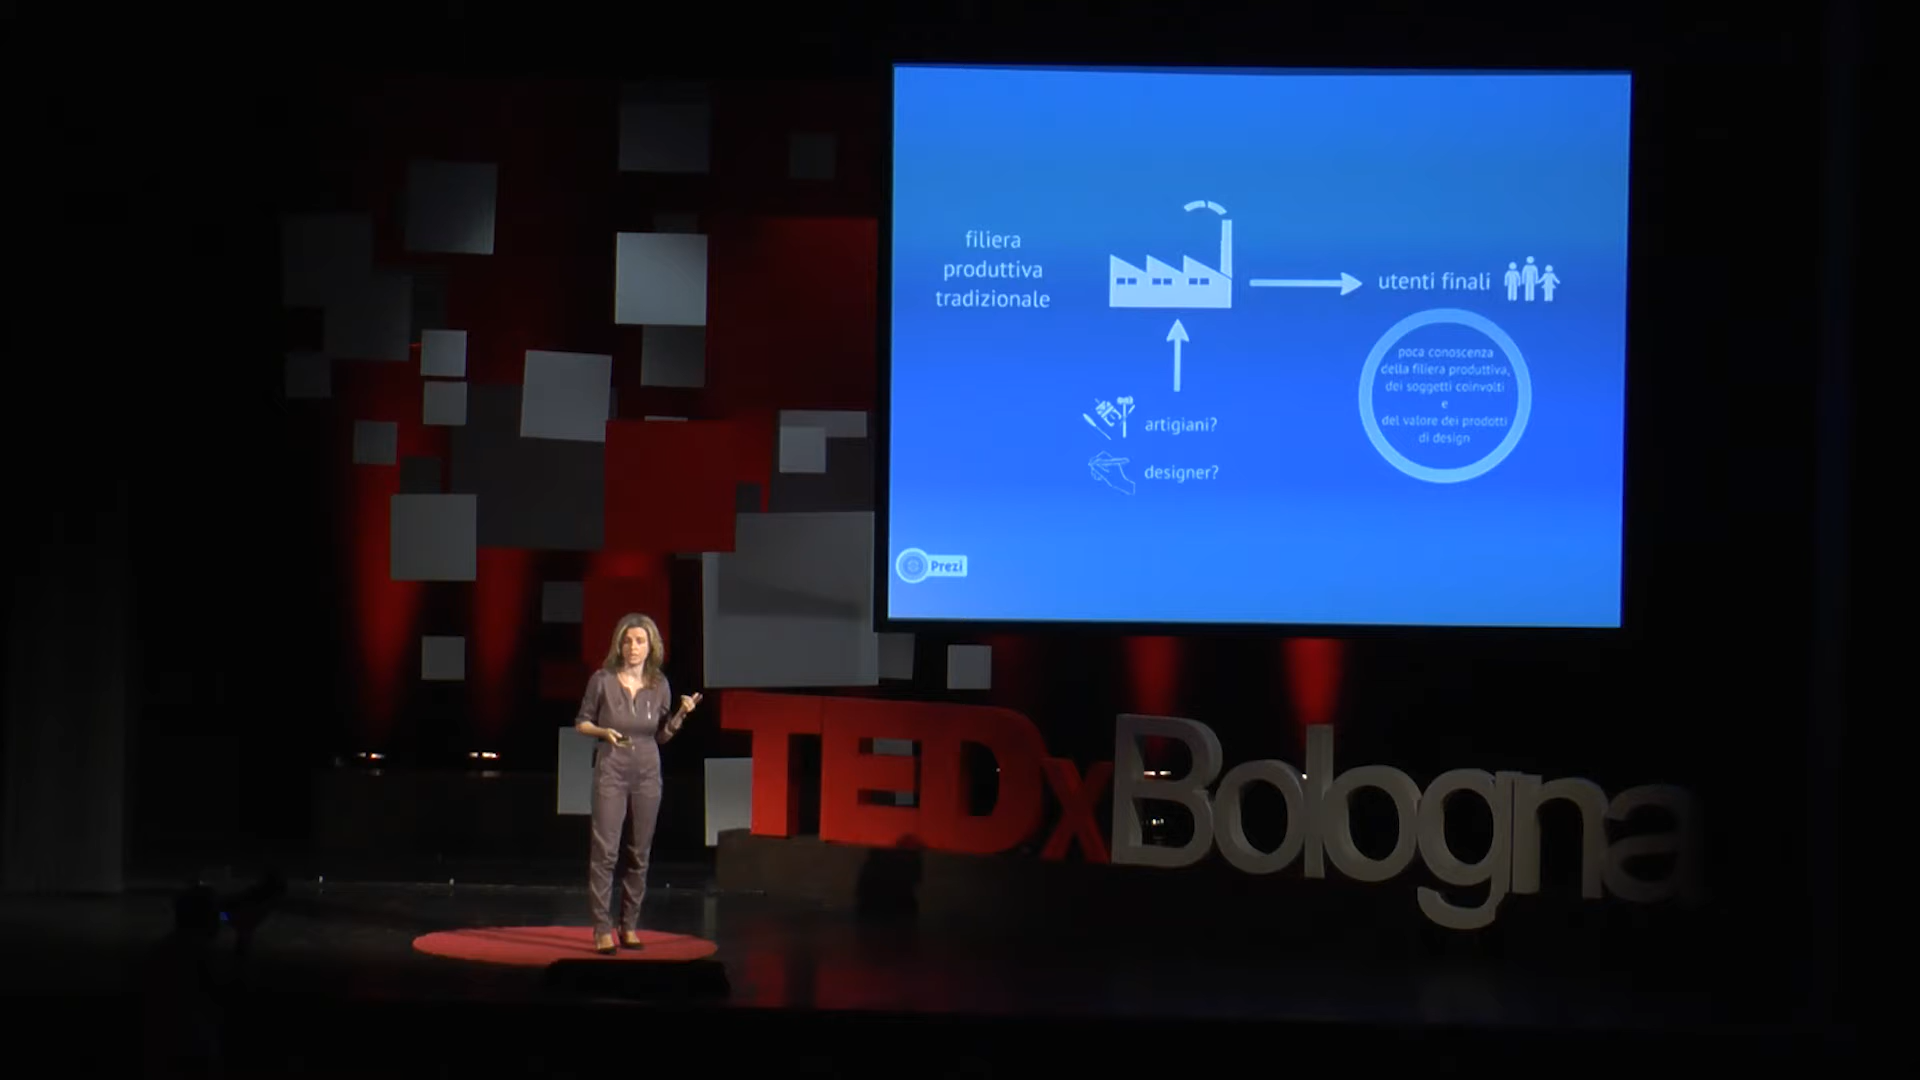 filiera
produttiva
tradizionale
utenti finali
poca conoscenza
della filiera produttiva,
dei soggetti coinvolti
e
del valore dei prodotti
di design
artigiani?
designer?
Prezi
TEDxBologna